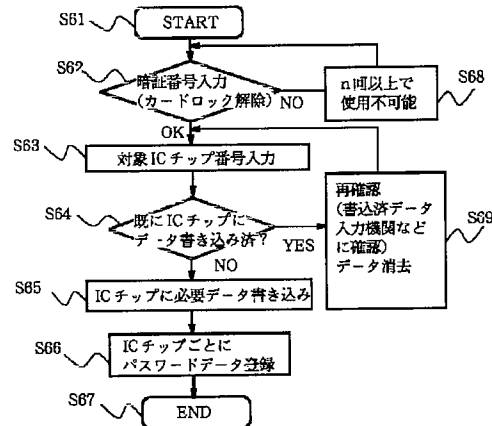 S61
START
S62
暗証番号入力
(カードロック解除)
NO
n回以上で
使用不可能
S68
OK
S63
対象ICチップ番号入力
S64
既にICチップに
データ書き込み済?
YES
再確認
(書込済データ
入力機関など
に確認)
データ消去
S69
NO
S65
ICチップに必要データ書き込み
S66
ICチップごとに
パスワードデータ登録
S67
END